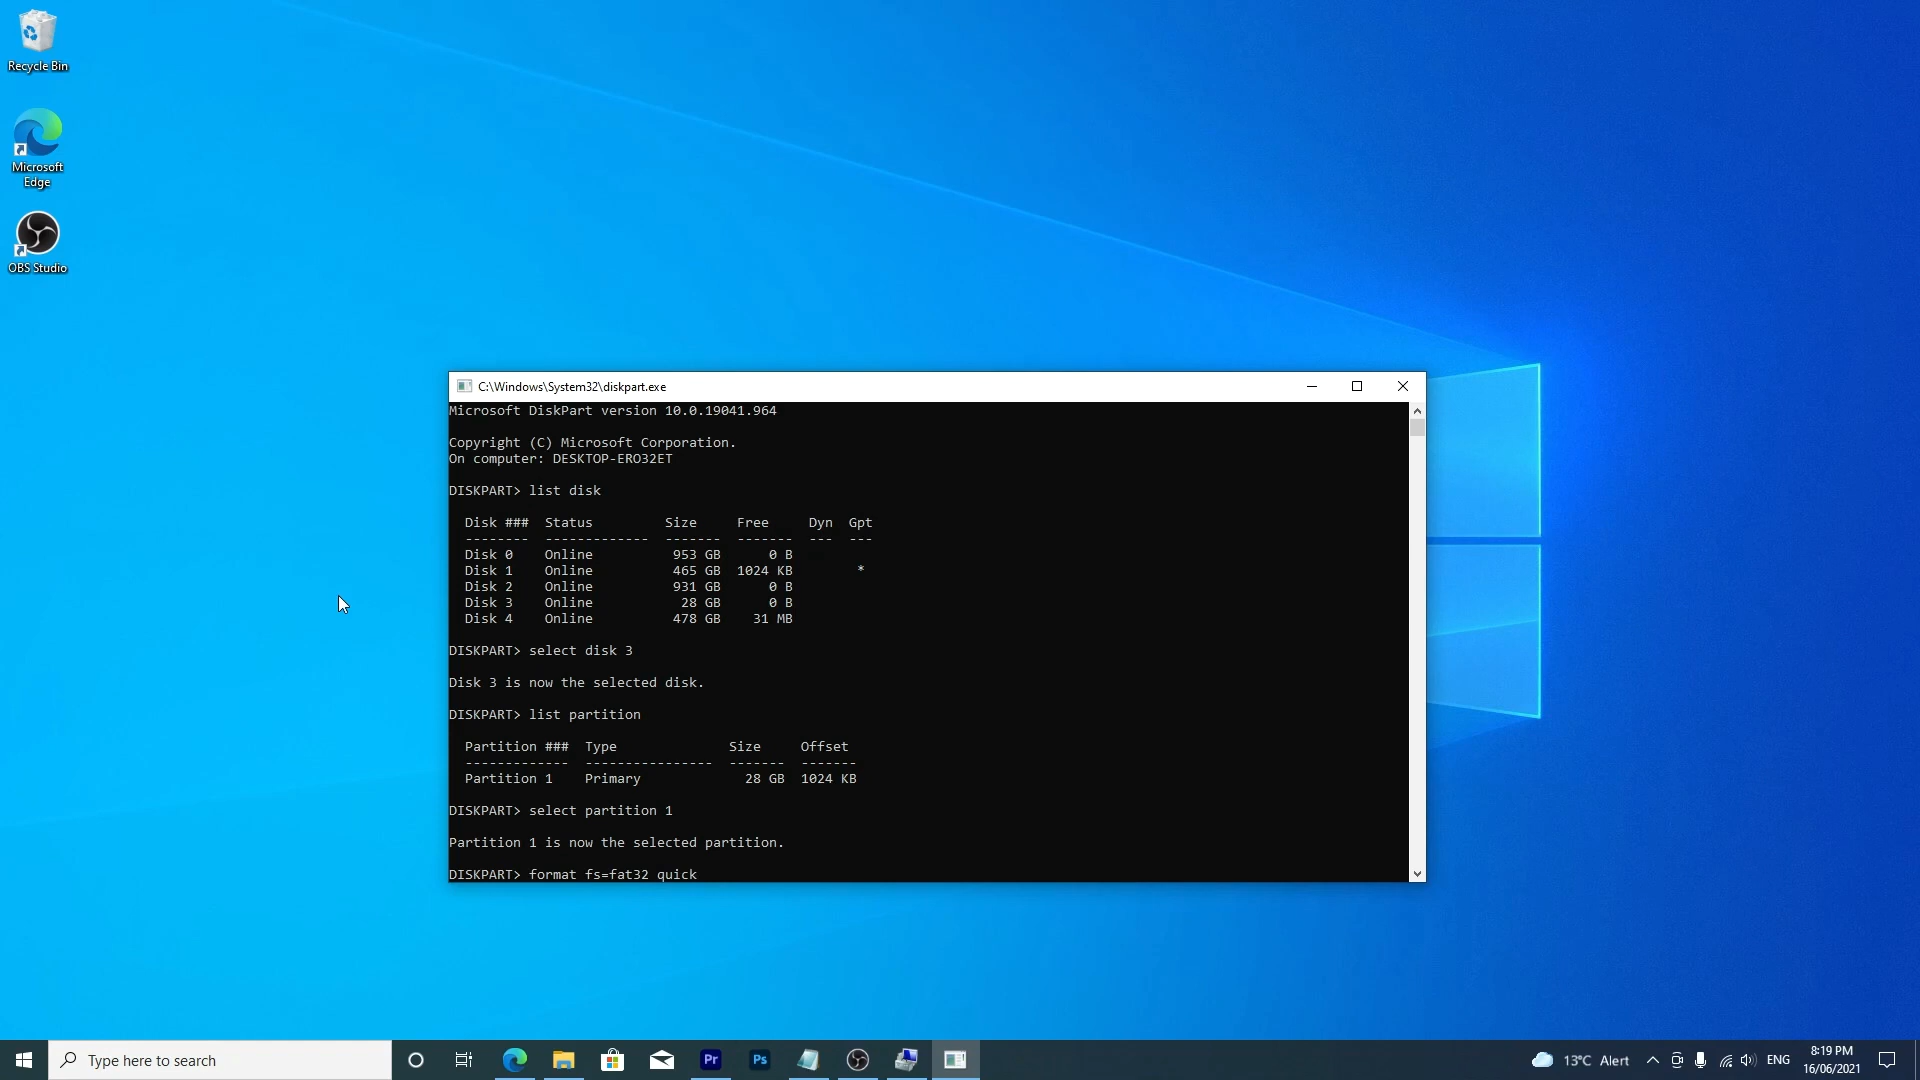 Recycle Bin
Microsoft
Edge
OBS Studio
C:\Windows\System32\diskpart.exe
Microsoft DiskPart version 10.0.19041.964
Copyright (C) Microsoft Corporation.
On computer: DESKTOP-ERO32ET
DISKPART> list disk
Disk ###  Status         Size     Free     Dyn  Gpt
--------  -------------  -------  -------  ---  ---
Disk 0    Online          953 GB      0 B
Disk 1    Online          465 GB  1024 KB        *
Disk 2    Online          931 GB      0 B
Disk 3    Online           28 GB      0 B
Disk 4    Online          478 GB    31 MB
DISKPART> select disk 3
Disk 3 is now the selected disk.
DISKPART> list partition
Partition ###  Type              Size     Offset
-------------  ----------------  -------  -------
Partition 1    Primary             28 GB  1024 KB
DISKPART> select partition 1
Partition 1 is now the selected partition.
DISKPART> format fs=fat32 quick
Type here to search
Pr
Ps
13°C Alert
ENG
8:19 PM
16/06/2021